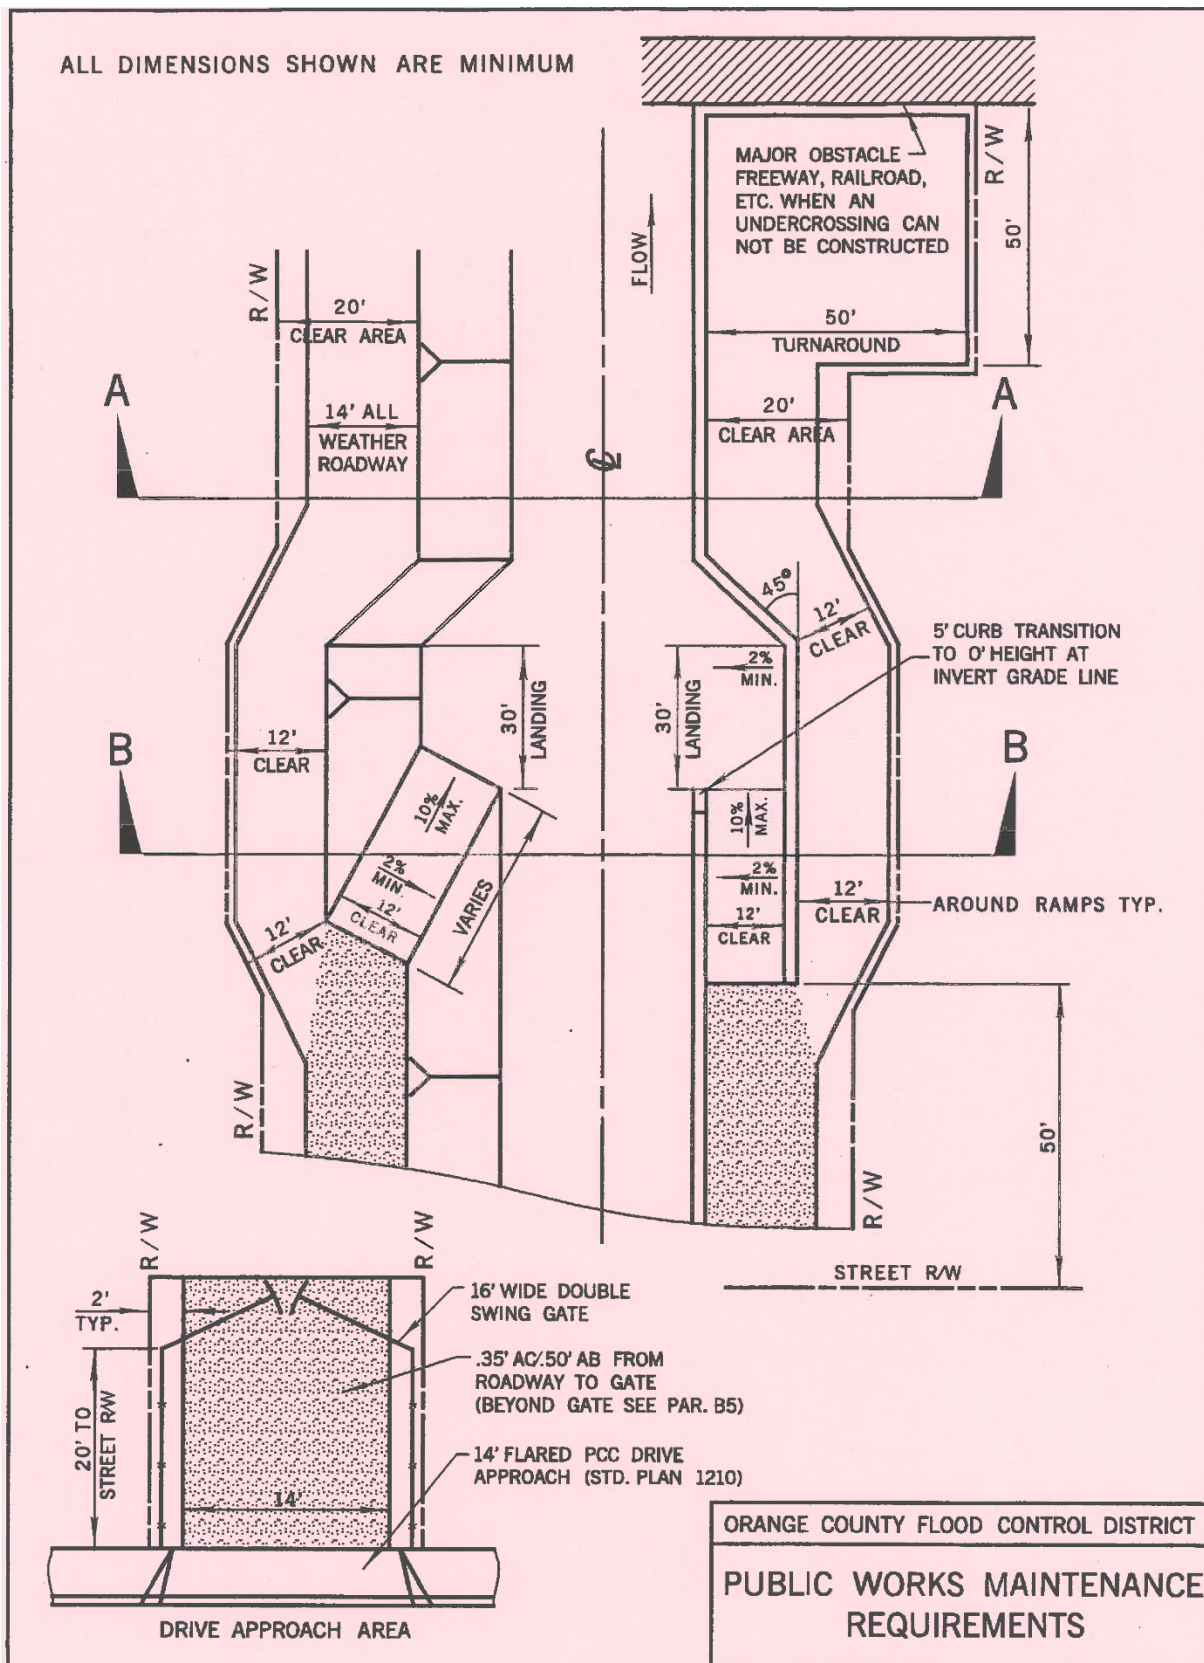 ALL DIMENSIONS SHOWN ARE MINIMUM
MAJOR OBSTACLE
FREEWAY, RAILROAD,
ETC. WHEN AN
UNDERCROSSING CAN
NOT BE CONSTRUCTED
R/W
50'
FLOW
R/W
20'
CLEAR AREA
50'
TURNAROUND
A
14' ALL
WEATHER
ROADWAY
20'
CLEAR AREA
A
℄
45°
12'
CLEAR
5' CURB TRANSITION
TO 0' HEIGHT AT
INVERT GRADE LINE
2%
MIN.
30'
LANDING
30'
LANDING
B
12'
CLEAR
B
10%
MAX.
10%
MAX.
2%
MIN.
12'
CLEAR
VARIES
2%
MIN.
12'
CLEAR
12'
CLEAR
AROUND RAMPS TYP.
12'
CLEAR
R/W
50'
R/W
STREET R/W
R/W
R/W
2'
TYP.
16' WIDE DOUBLE
SWING GATE
.35' AC/.50' AB FROM
ROADWAY TO GATE
(BEYOND GATE SEE PAR. B5)
20' TO
STREET R/W
14' FLARED PCC DRIVE
APPROACH (STD. PLAN 1210)
14'
DRIVE APPROACH AREA
ORANGE COUNTY FLOOD CONTROL DISTRICT
PUBLIC WORKS MAINTENANCE
REQUIREMENTS